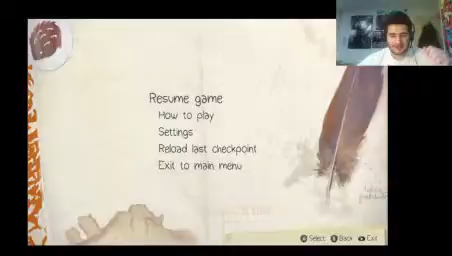 Resume game
How to play
Settings
Reload last checkpoint
Exit to main menu
Select Back Exit